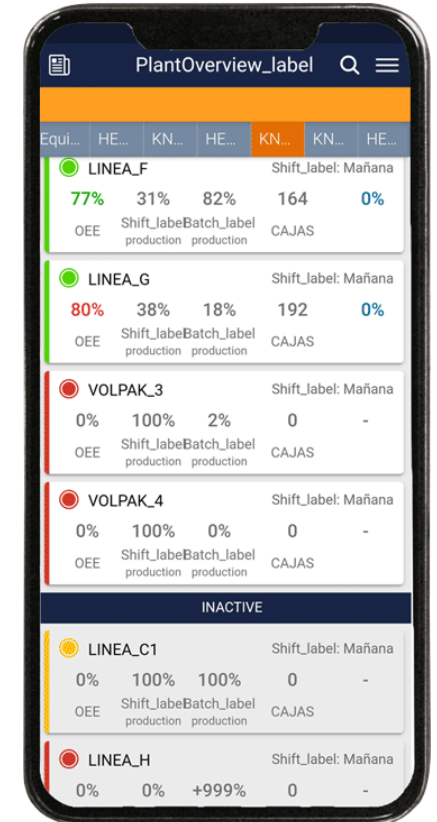 PlantOverview_label
Equi... HE... KN... HE... KN... KN... HE...
LINEA_F Shift_label: Mañana
77% 31% 82% 164 0%
OEE Shift_label production Batch_label production CAJAS
LINEA_G Shift_label: Mañana
80% 38% 18% 192 0%
OEE Shift_label production Batch_label production CAJAS
VOLPAK_3 Shift_label: Mañana
0% 100% 2% 0 -
OEE Shift_label production Batch_label production CAJAS
VOLPAK_4 Shift_label: Mañana
0% 100% 0% 0 -
OEE Shift_label production Batch_label production CAJAS
INACTIVE
LINEA_C1 Shift_label: Mañana
0% 100% 100% 0 -
OEE Shift_label production Batch_label production CAJAS
LINEA_H Shift_label: Mañana
0% 0% +999% 0 -